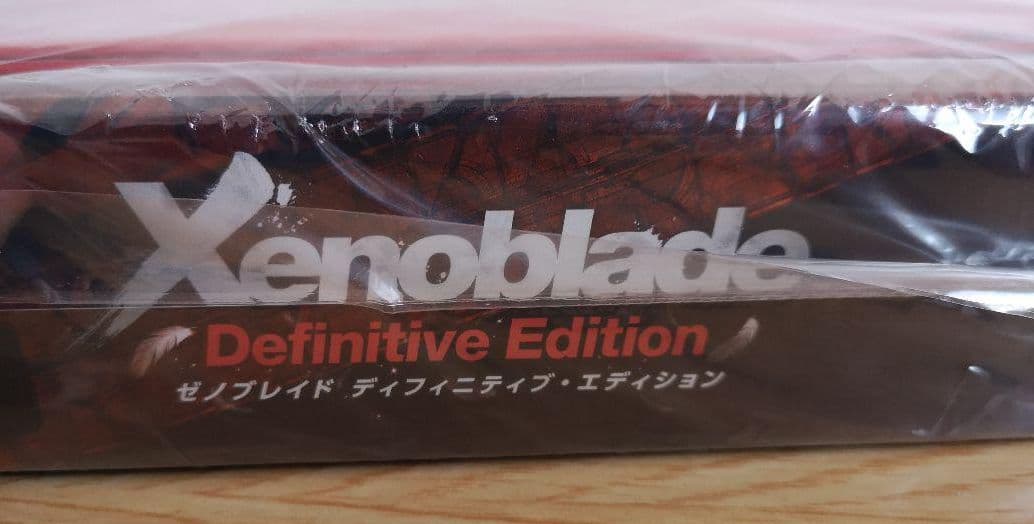 Xenoblade
Definitive Edition
ゼノブレイド ディフィニティブ・エディション